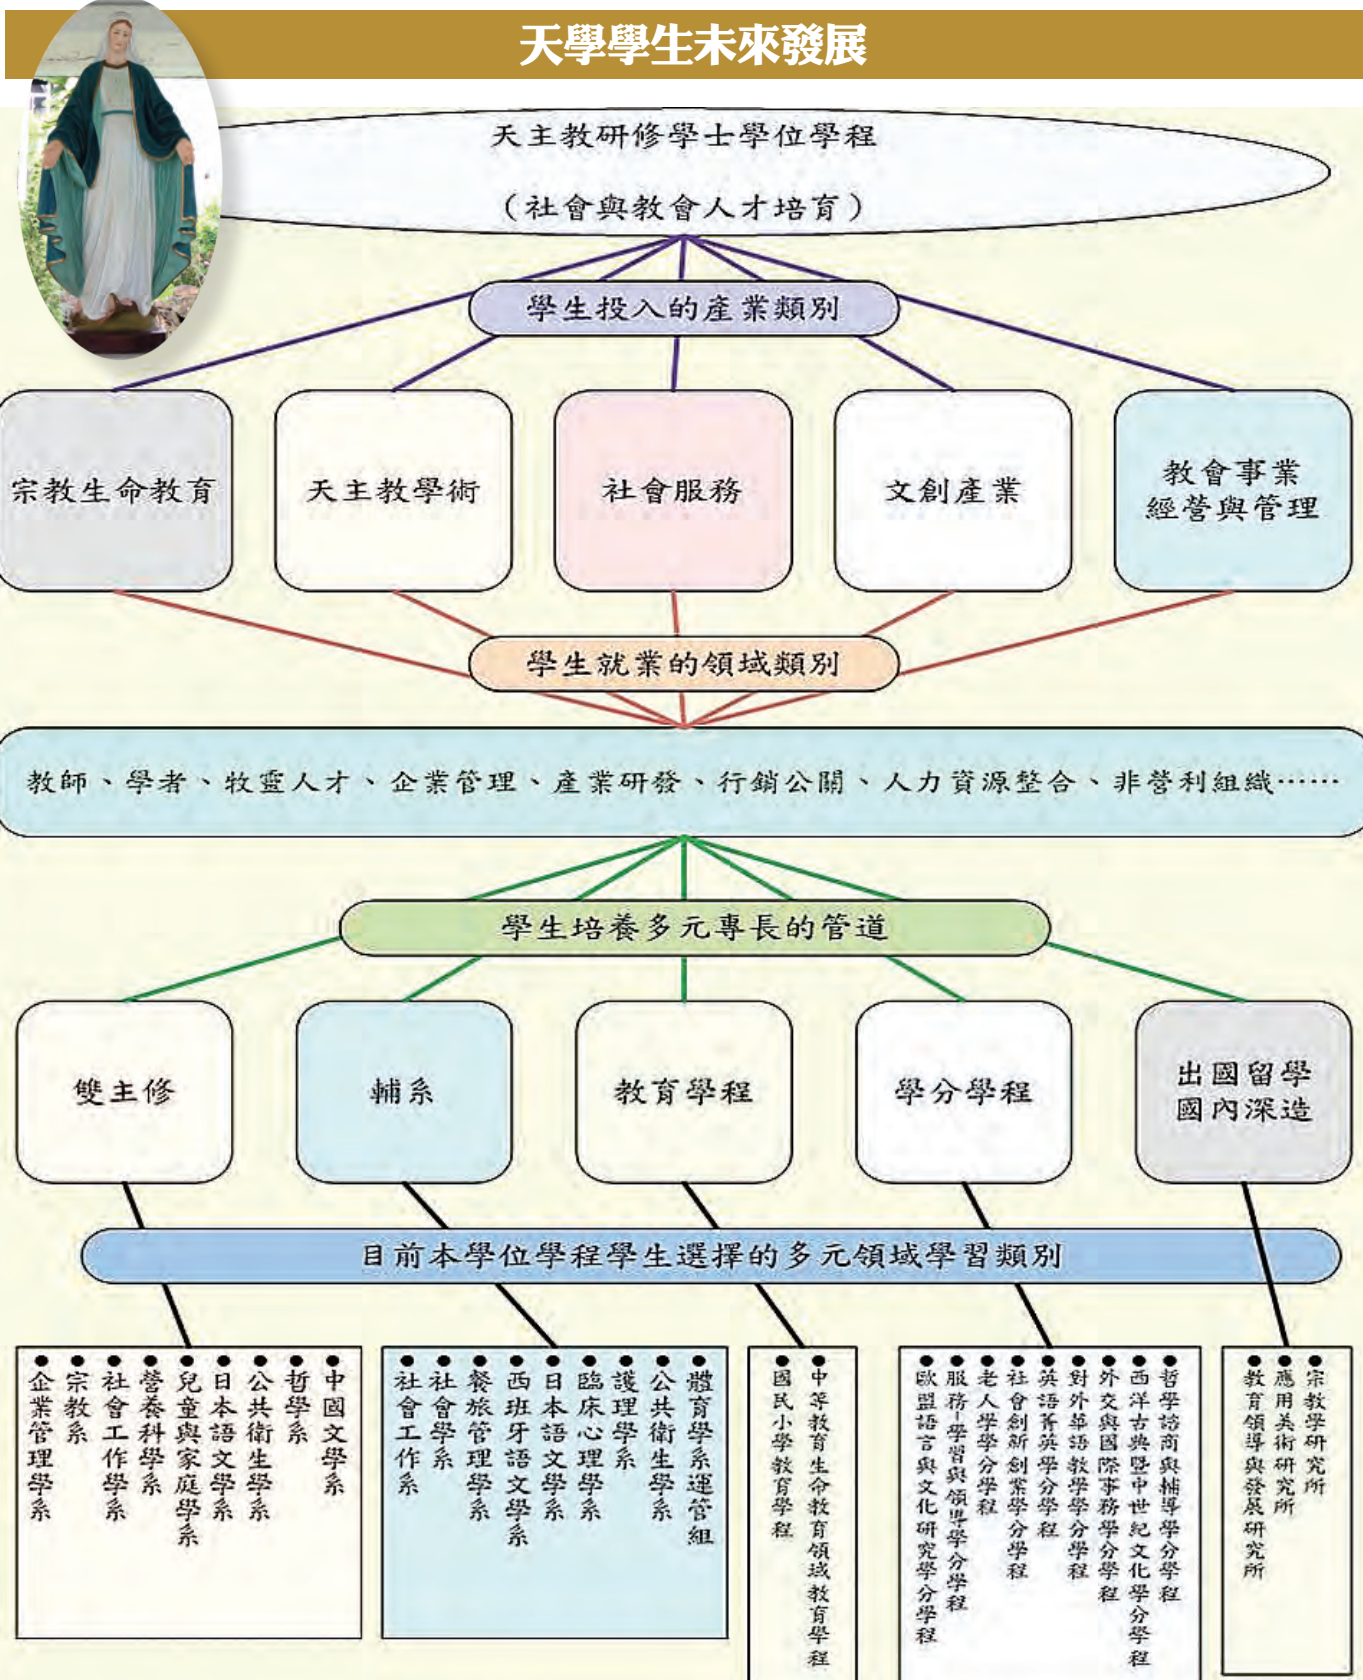 天學學生未來發展
天主教研修學士學位學程
（社會與教會人才培育）
學生投入的產業類別
宗教生命教育
天主教學術
社會服務
文創產業
教會事業
經營與管理
學生就業的領域類別
教師、學者、牧靈人才、企業管理、產業研發、行銷公關、人力資源整合、非營利組織……
學生培養多元專長的管道
雙主修
輔系
教育學程
學分學程
出國留學
國內深造
目前本學位學程學生選擇的多元領域學習類別
● 中國文學系
● 哲學系
● 公共衛生學系
● 日本語文學系
● 兒童與家庭學系
● 營養科學系
● 社會工作學系
● 宗教系
● 企業管理學系
● 體育學系運管組
● 公共衛生學系
● 護理學系
● 臨床心理學系
● 日本語文學系
● 西班牙語文學系
● 餐旅管理學系
● 社會學系
● 社會工作系
● 中等教育生命教育領域教育學程
● 國民小學教育學程
● 哲學諮商與輔導學分學程
● 西洋古典暨中世紀文化學分學程
● 外交與國際事務學分學程
● 對外華語教學學分學程
● 英語菁英學分學程
● 社會創新創業學分學程
● 老人學學分學程
● 服務-學習與領導學分學程
● 歐盟語言與文化研究學分學程
● 宗教學研究所
● 應用美術研究所
● 教育領導與發展研究所